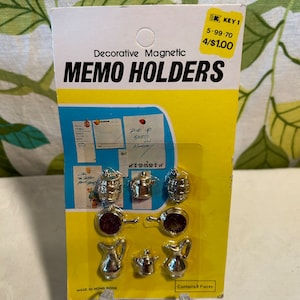 K KEY 1
5-99-70
4/$1.00
Decorative Magnetic
MEMO HOLDERS
MADE IN HONG KONG
Contains 8 Pieces